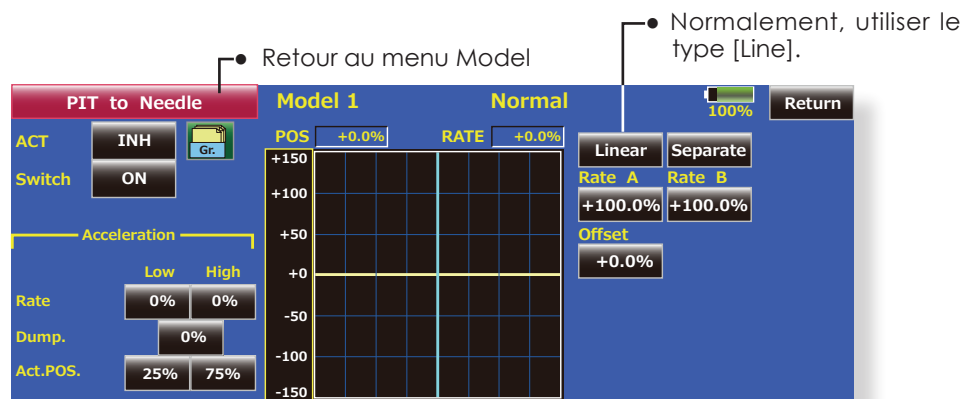 Normalement, utiliser le
type [Line].
Retour au menu Model
PIT to Needle
Model 1
Normal
100%
Return
ACT
INH
Gr.
POS
+0.0%
RATE
+0.0%
Linear
Separate
Switch
ON
Rate A
Rate B
+100.0%
+100.0%
Offset
+0.0%
+150
+100
+50
+0
-50
-100
-150
Acceleration
Low
High
Rate
0%
0%
Dump.
0%
Act.POS.
25%
75%